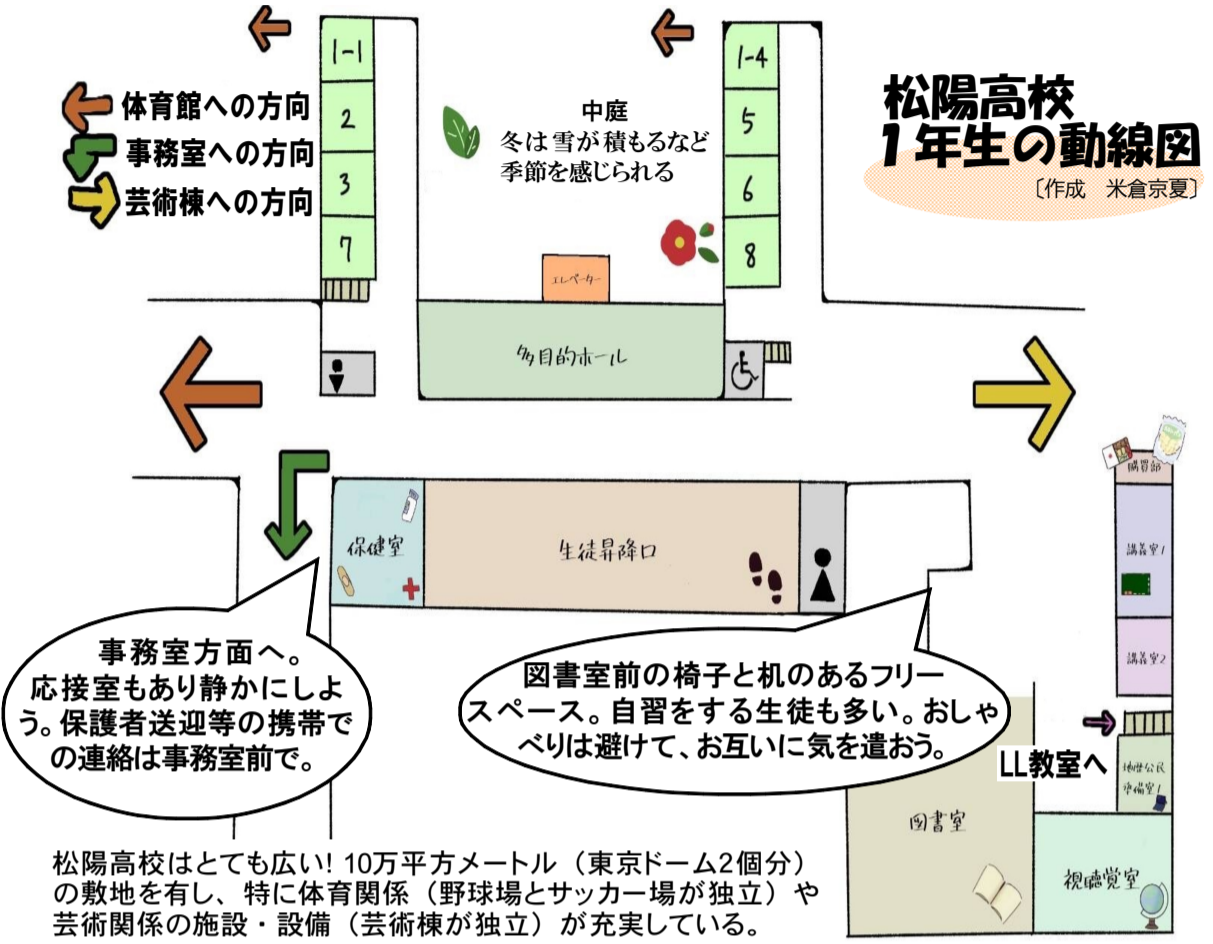 松陽高校
1年生の動線図
〔作成 米倉京夏〕
体育館への方向
事務室への方向
芸術棟への方向
1-1
2
3
7
中庭
冬は雪が積もるなど
季節を感じられる
1-4
5
6
8
エレベーター
多目的ホール
保健室
生徒昇降口
購買部
講義室1
講義室2
LL教室へ
地歴公民
準備室1
図書室
視聴覚室
事務室方面へ。
応接室もあり静かにしよ
う。保護者送迎等の携帯で
の連絡は事務室前で。
図書室前の椅子と机のあるフリー
スペース。自習をする生徒も多い。おしゃ
べりは避けて、お互いに気を遣おう。
松陽高校はとても広い! 10万平方メートル（東京ドーム2個分）
の敷地を有し、特に体育関係（野球場とサッカー場が独立）や
芸術関係の施設・設備（芸術棟が独立）が充実している。